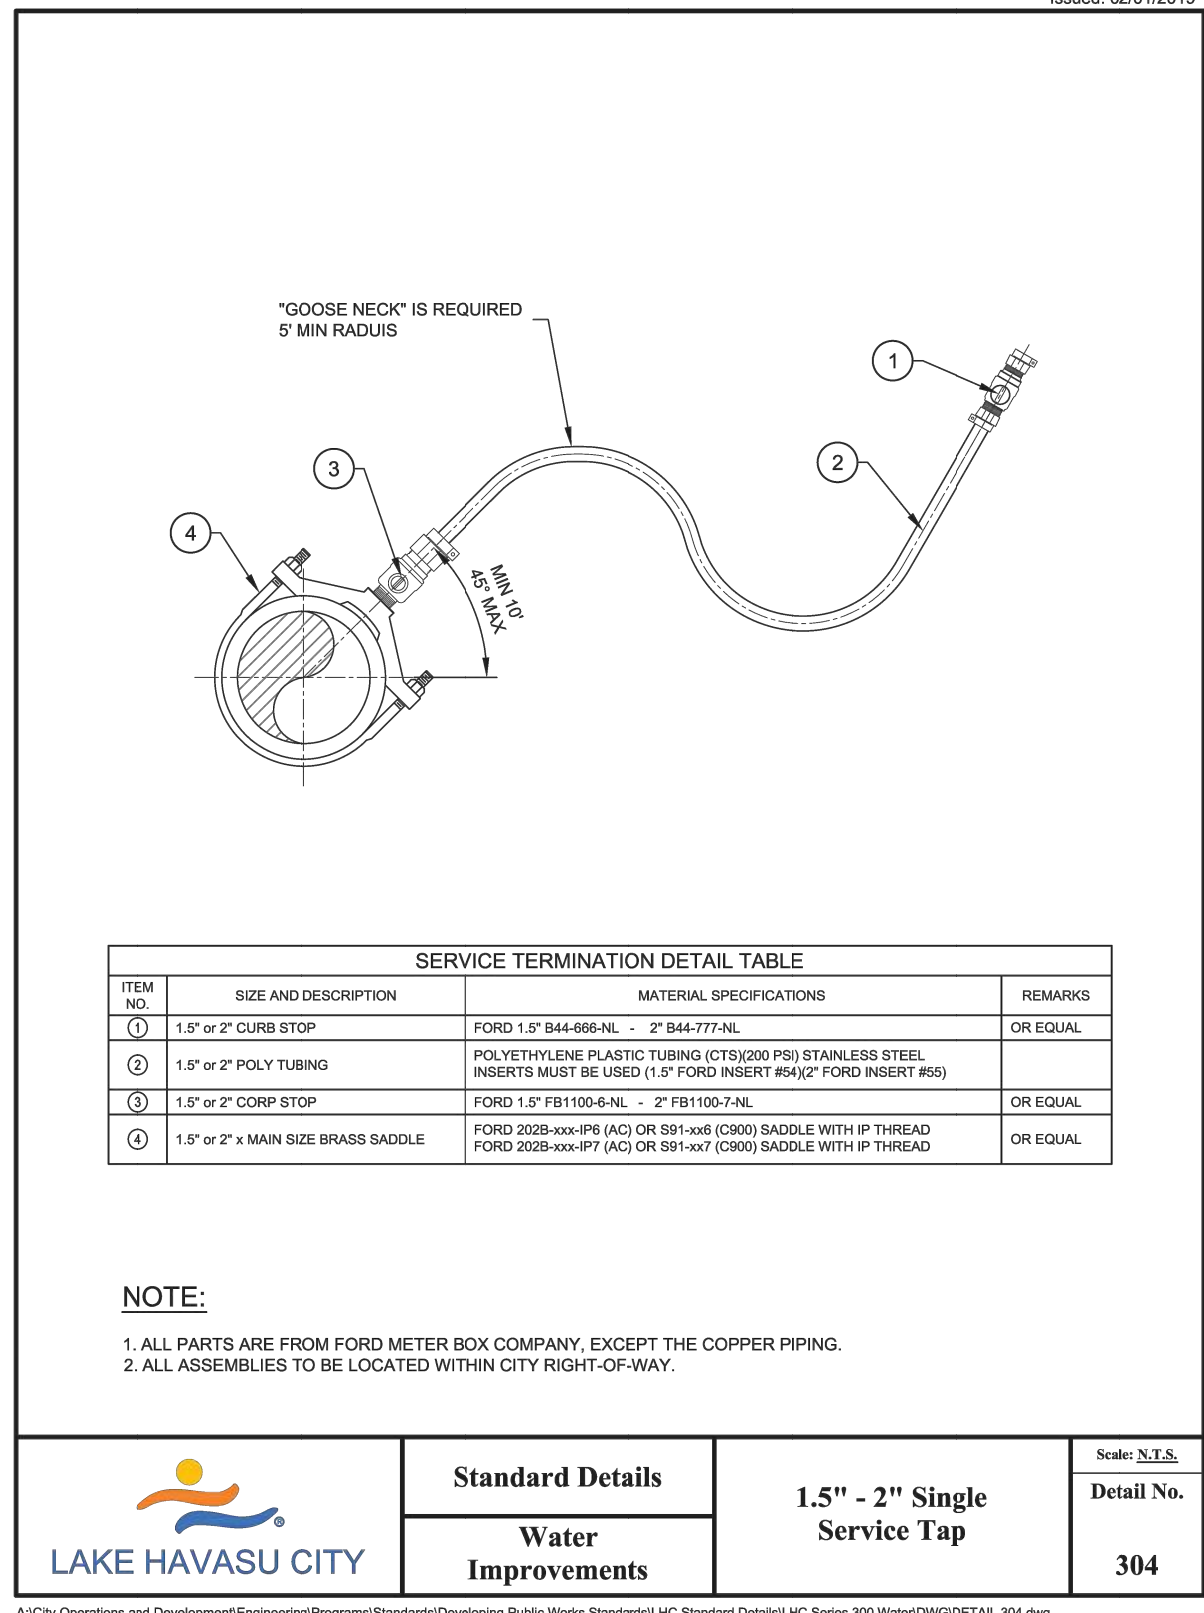 "GOOSE NECK" IS REQUIRED
5' MIN RADUIS
1
2
3
4
MIN 10'
45° MAX
SERVICE TERMINATION DETAIL TABLE
ITEM NO. SIZE AND DESCRIPTION MATERIAL SPECIFICATIONS REMARKS
1 1.5" or 2" CURB STOP FORD 1.5" B44-666-NL - 2" B44-777-NL OR EQUAL
2 1.5" or 2" POLY TUBING POLYETHYLENE PLASTIC TUBING (CTS)(200 PSI) STAINLESS STEEL
INSERTS MUST BE USED (1.5" FORD INSERT #54)(2" FORD INSERT #55)
3 1.5" or 2" CORP STOP FORD 1.5" FB1100-6-NL - 2" FB1100-7-NL OR EQUAL
4 1.5" or 2" x MAIN SIZE BRASS SADDLE FORD 202B-xxx-IP6 (AC) OR S91-xx6 (C900) SADDLE WITH IP THREAD OR EQUAL
FORD 202B-xxx-IP7 (AC) OR S91-xx7 (C900) SADDLE WITH IP THREAD
NOTE:
1. ALL PARTS ARE FROM FORD METER BOX COMPANY, EXCEPT THE COPPER PIPING.
2. ALL ASSEMBLIES TO BE LOCATED WITHIN CITY RIGHT-OF-WAY.
®
LAKE HAVASU CITY
Standard Details
Water
Improvements
1.5" - 2" Single
Service Tap
Scale: N.T.S.
Detail No.
304